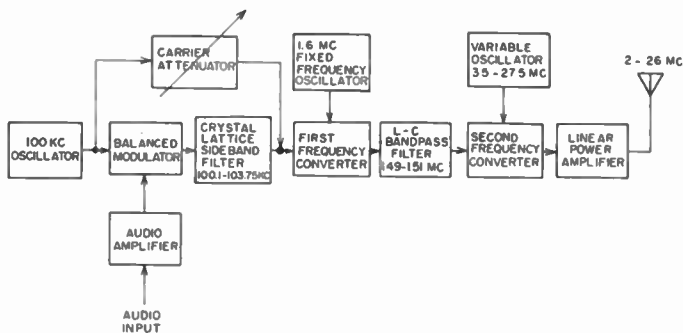 CARRIER
ATTENUATOR
1.6 MC
FIXED
FREQUENCY
OSCILLATOR
VARIABLE
OSCILLATOR
3.5-27.5 MC
2-26 MC
100 KC
OSCILLATOR
BALANCED
MODULATOR
CRYSTAL
LATTICE
SIDEBAND
FILTER
100.1-103.75KC
FIRST
FREQUENCY
CONVERTER
L-C
BANDPASS
FILTER
1.49-1.51 MC
SECOND
FREQUENCY
CONVERTER
LINEAR
POWER
AMPLIFIER
AUDIO
AMPLIFIER
AUDIO
INPUT